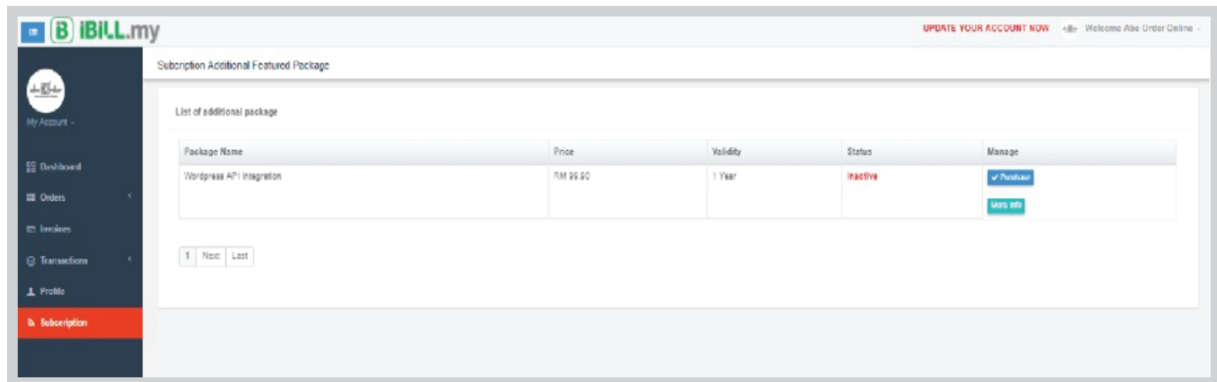 B iBiLL.my
UPDATE YOUR ACCOUNT NOW
Welcome Abe Order Online
Subcription Additional Featured Package
My Account
List of additional package
Package Name Price Validity Status Manage
Wordpress API Integration RM 99.90 1 Year Inactive Purchase
More Info
Dashboard
Orders
Invoices
Transactions
Profile
Subscription
1 Next Last